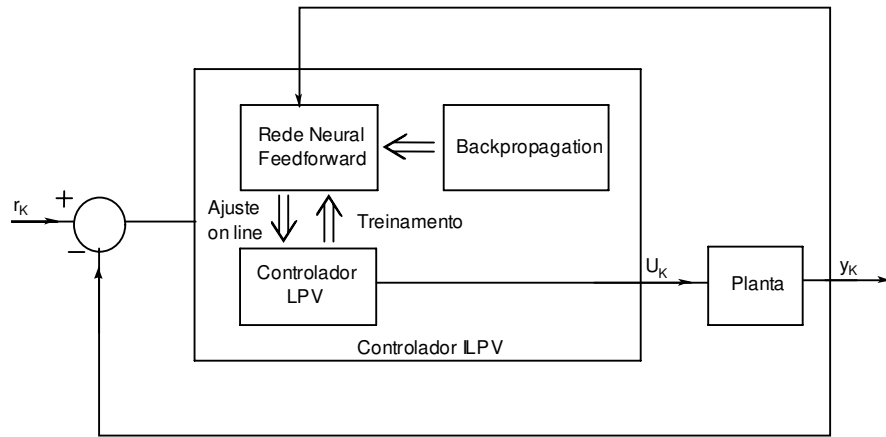 Rede Neural
Feedforward
Backpropagation
r_K
+
−
Ajuste
on line
Treinamento
Controlador
LPV
U_K
Planta
y_K
Controlador ILPV